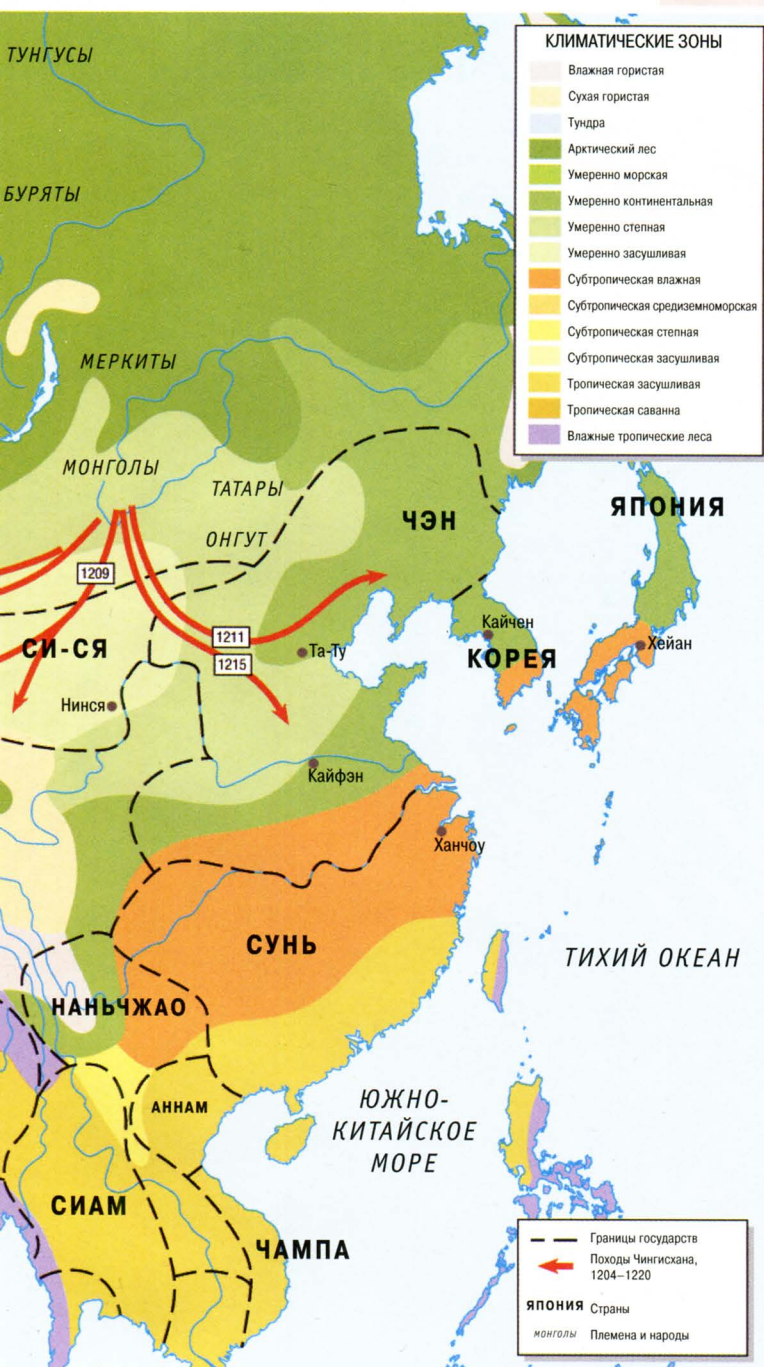 ТУНГУСЫ
БУРЯТЫ
МЕРКИТЫ
МОНГОЛЫ
ТАТАРЫ
ОНГУТ
ЧЭН
ЯПОНИЯ
1209
1211
1215
СИ-СЯ
Та-Ту
Кайчен
КОРЕЯ
Хейан
Нинся
Кайфэн
Ханчоу
СУНЬ
ТИХИЙ ОКЕАН
НАНЬЧЖАО
АННАМ
ЮЖНО-
КИТАЙСКОЕ
МОРЕ
СИАМ
ЧАМПА
КЛИМАТИЧЕСКИЕ ЗОНЫ
Влажная гористая
Сухая гористая
Тундра
Арктический лес
Умеренно морская
Умеренно континентальная
Умеренно степная
Умеренно засушливая
Субтропическая влажная
Субтропическая средиземноморская
Субтропическая степная
Субтропическая засушливая
Тропическая засушливая
Тропическая саванна
Влажные тропические леса
Границы государств
Походы Чингисхана,
1204–1220
ЯПОНИЯ Страны
МОНГОЛЫ Племена и народы